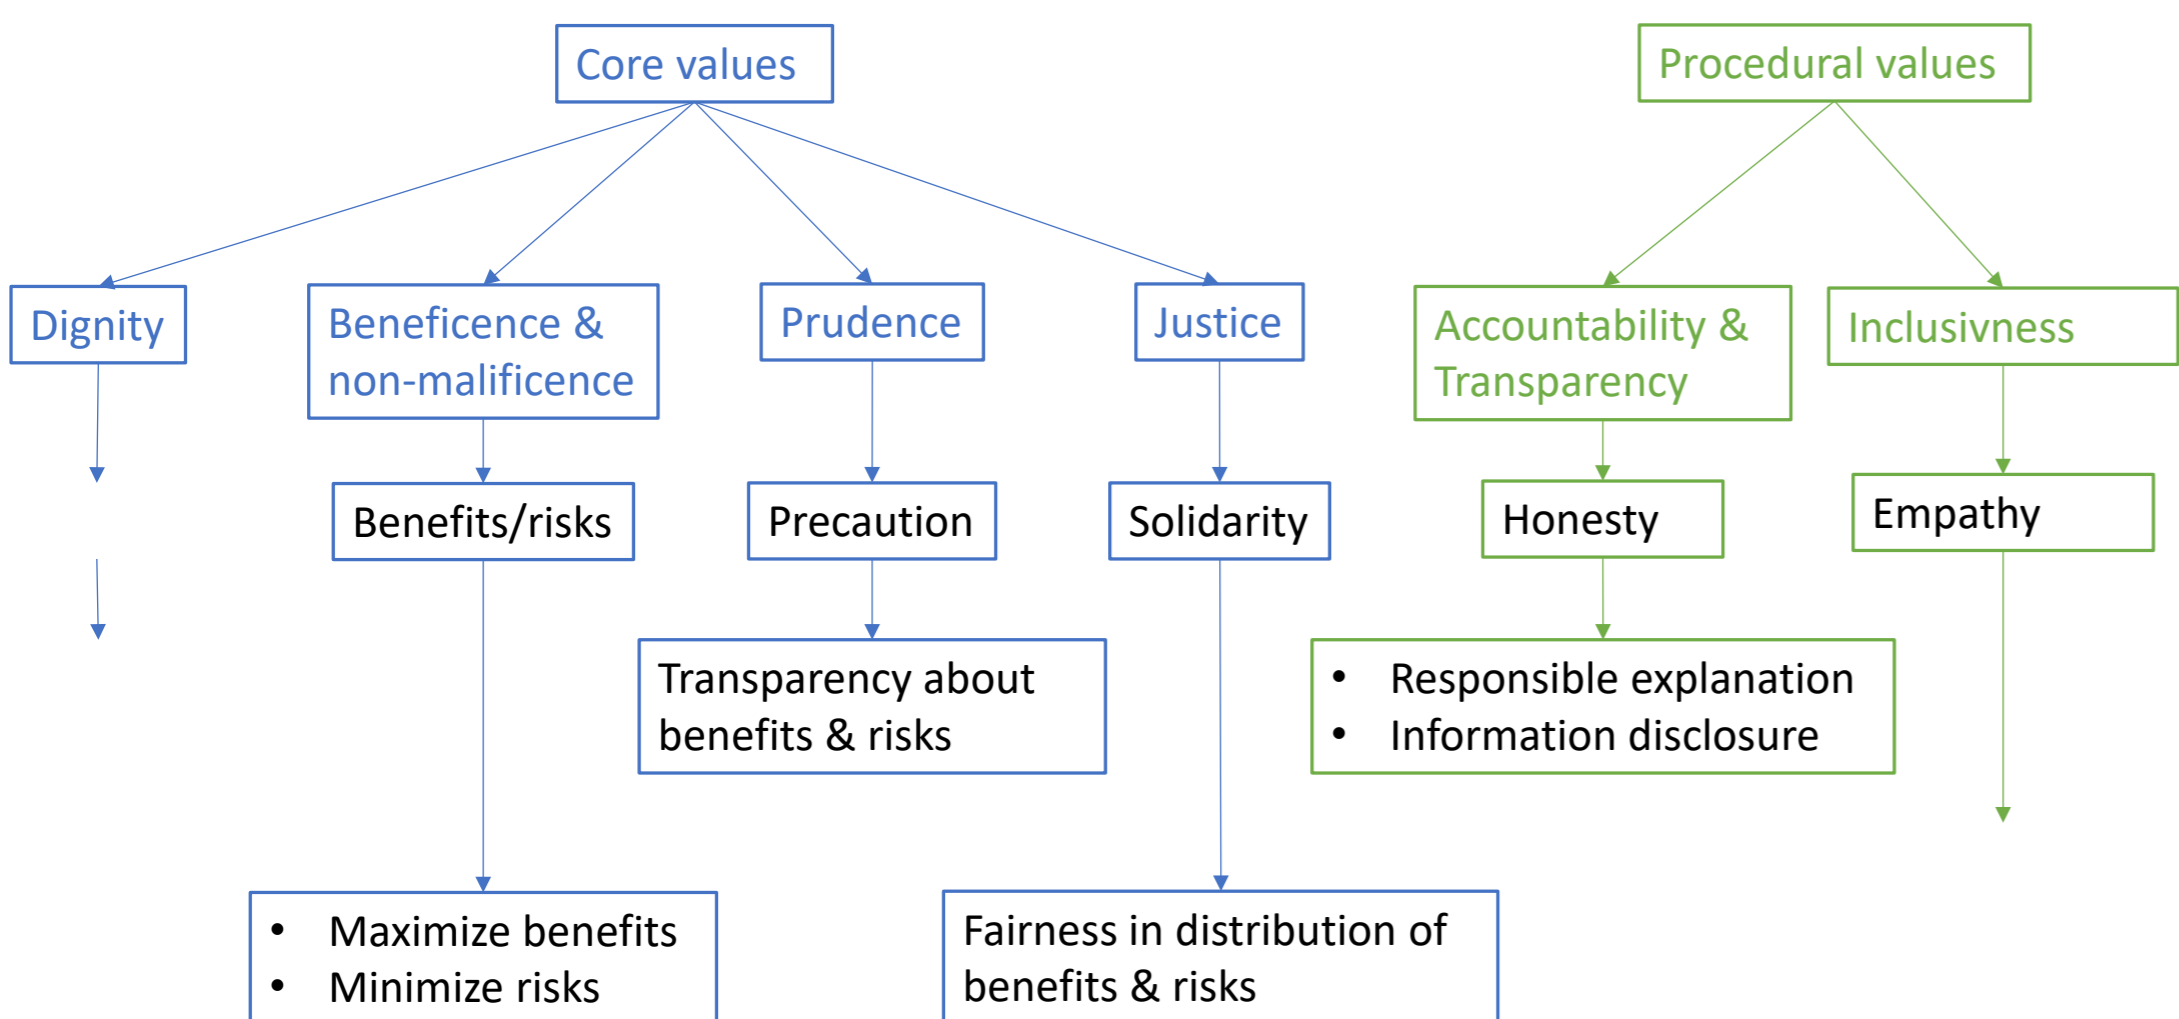 Core values
Procedural values
Dignity
Beneficence &
non-malificence
Prudence
Justice
Accountability &
Transparency
Inclusivness
Benefits/risks
Precaution
Solidarity
Honesty
Empathy
Transparency about
benefits & risks
• Responsible explanation
• Information disclosure
• Maximize benefits
• Minimize risks
Fairness in distribution of
benefits & risks